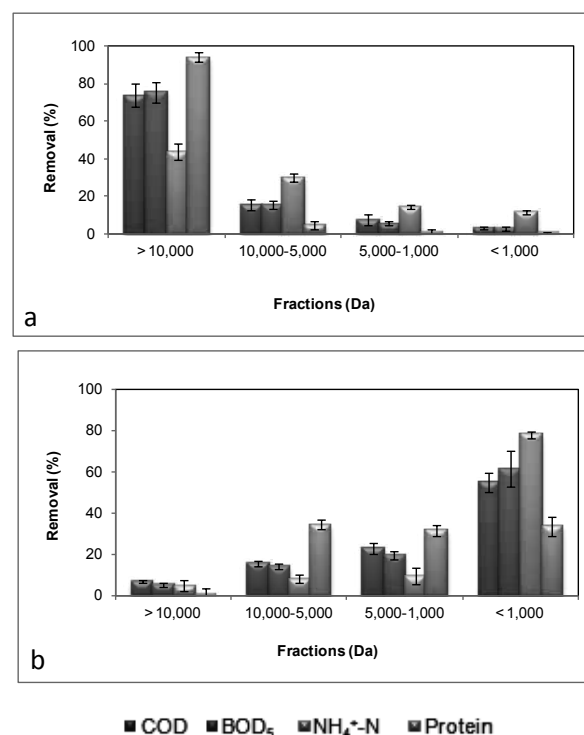 100
80
60
40
20
0
Removal (%)
> 10,000 10,000-5,000 5,000-1,000 < 1,000
Fractions (Da)
a
100
80
60
40
20
0
Removal (%)
> 10,000 10,000-5,000 5,000-1,000 < 1,000
Fractions (Da)
b
COD BOD₅ NH₄⁺-N Protein